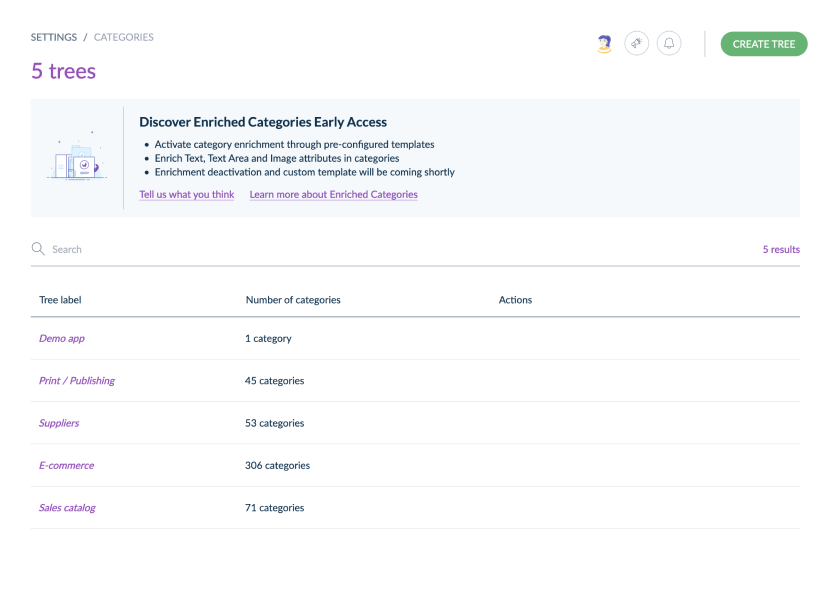 SETTINGS / CATEGORIES
CREATE TREE
5 trees
Discover Enriched Categories Early Access
• Activate category enrichment through pre-configured templates
• Enrich Text, Text Area and Image attributes in categories
• Enrichment deactivation and custom template will be coming shortly
Tell us what you think Learn more about Enriched Categories
Search 5 results
Tree label Number of categories Actions
Demo app 1 category
Print / Publishing 45 categories
Suppliers 53 categories
E-commerce 306 categories
Sales catalog 71 categories